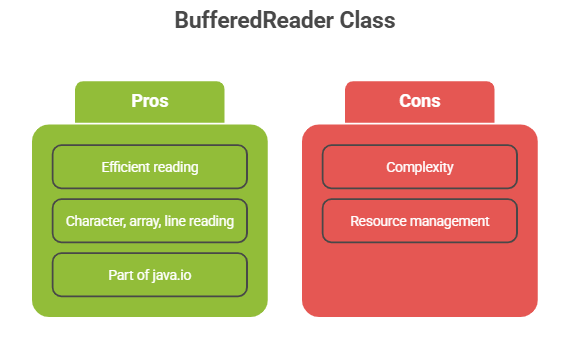 BufferedReader Class
Pros
Efficient reading
Character, array, line reading
Part of java.io
Cons
Complexity
Resource management